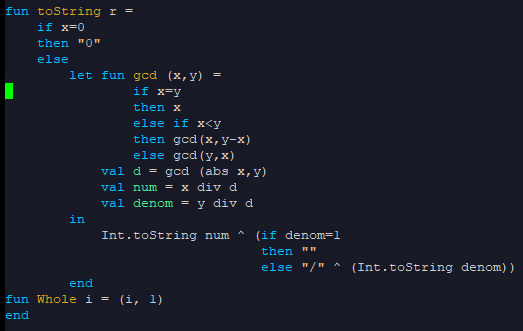 fun toString r =
    if x=0
    then "0"
    else
        let fun gcd (x,y) =
                if x=y
                then x
                else if x<y
                then gcd(x,y-x)
                else gcd(y,x)
            val d = gcd (abs x,y)
            val num = x div d
            val denom = y div d
        in
            Int.toString num ^ (if denom=1
                                then ""
                                else "/" ^ (Int.toString denom))
        end
fun Whole i = (i, 1)
end